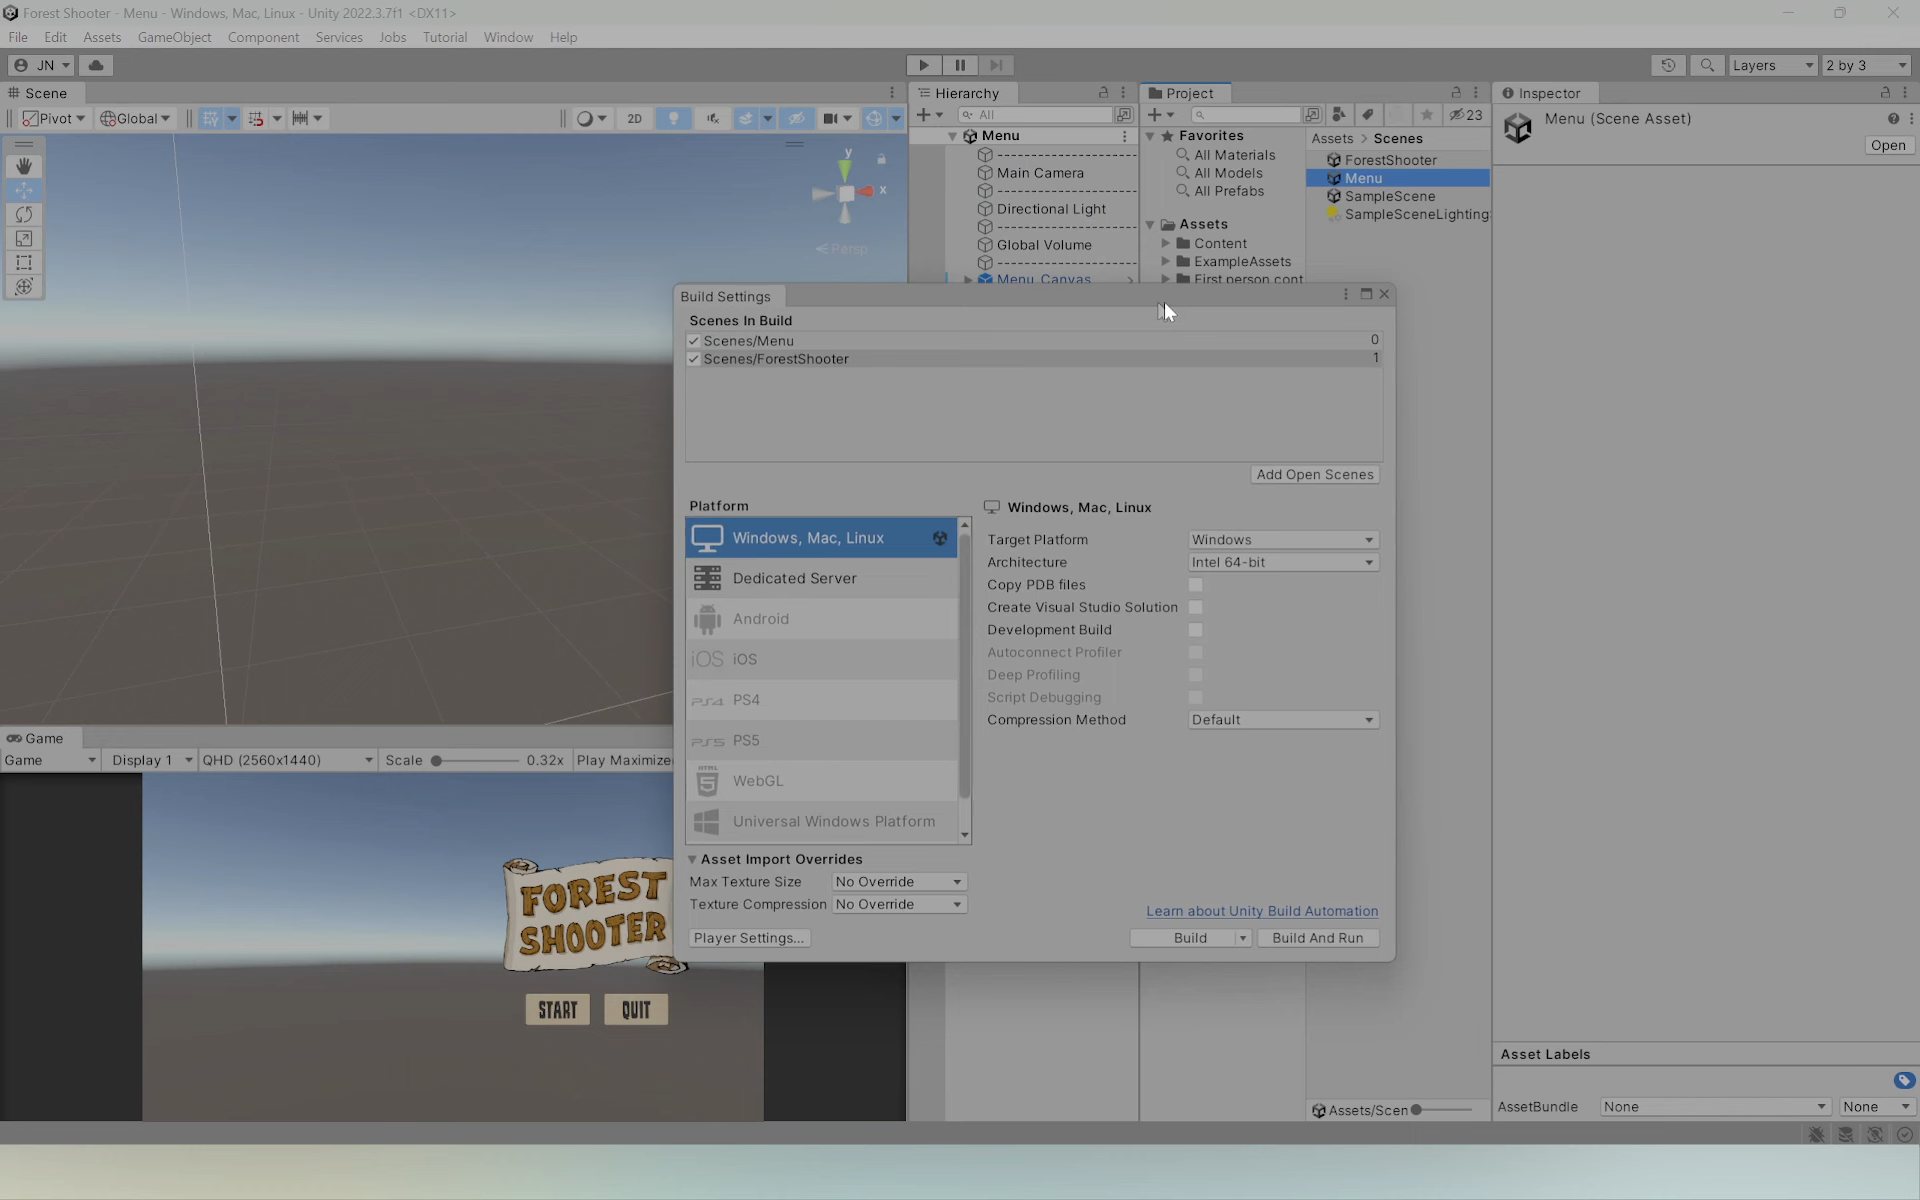 Forest Shooter - Menu - Windows, Mac, Linux - Unity 2022.3.7f1 <DX11>
File Edit Assets GameObject Component Services Jobs Tutorial Window Help
JN
Layers
2 by 3
Scene
Pivot
Global
2D
y
x
Persp
Hierarchy
All
Menu
Main Camera
Directional Light
Global Volume
Menu Canvas
Project
23
Favorites
All Materials
All Models
All Prefabs
Assets
Content
ExampleAssets
First person cont
Assets > Scenes
ForestShooter
Menu
SampleScene
SampleSceneLighting
Assets/Scen
Inspector
Menu (Scene Asset)
Open
Build Settings
Scenes In Build
Scenes/Menu 0
Scenes/ForestShooter 1
Add Open Scenes
Platform
Windows, Mac, Linux
Dedicated Server
Android
iOS iOS
PS4 PS4
PS5 PS5
HTML 5 WebGL
Universal Windows Platform
Windows, Mac, Linux
Target Platform Windows
Architecture Intel 64-bit
Copy PDB files
Create Visual Studio Solution
Development Build
Autoconnect Profiler
Deep Profiling
Script Debugging
Compression Method Default
Asset Import Overrides
Max Texture Size No Override
Texture Compression No Override
Learn about Unity Build Automation
Player Settings...
Build
Build And Run
Game
Game
Display 1
QHD (2560x1440)
Scale 0.32x
Play Maximize
FOREST
SHOOTER
START
QUIT
Asset Labels
AssetBundle None None